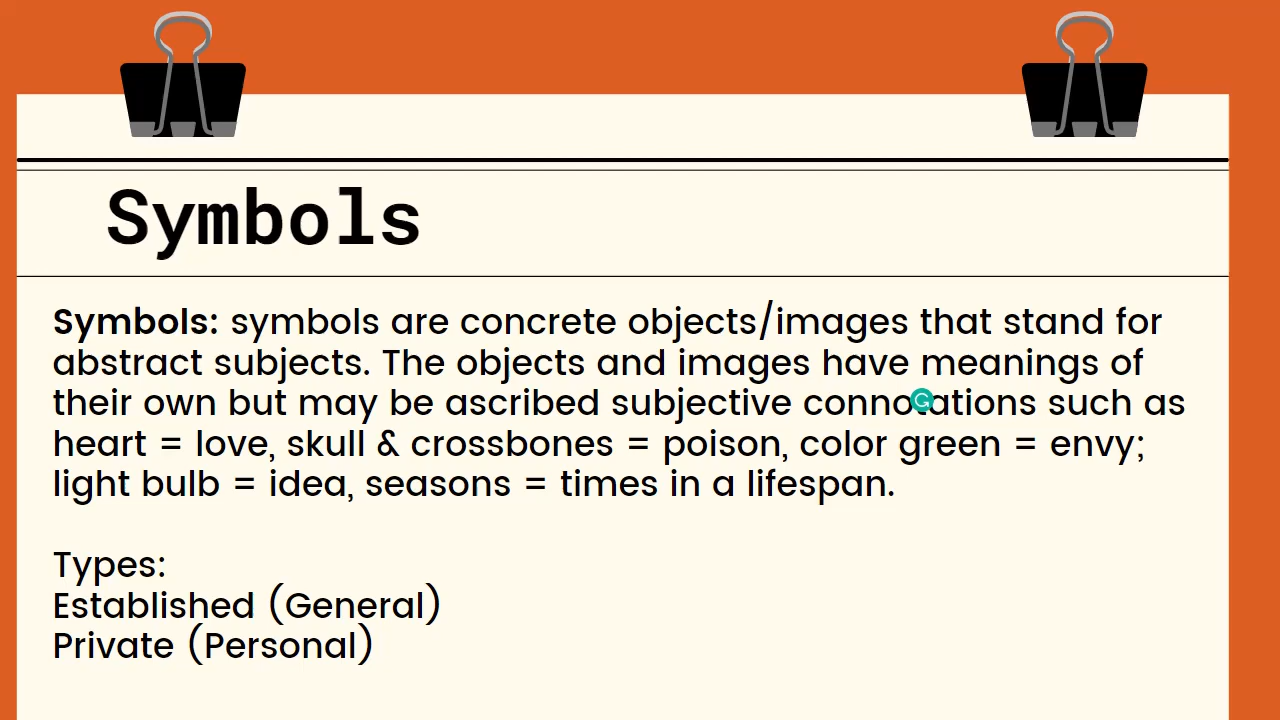 Symbols
Symbols: symbols are concrete objects/images that stand for
abstract subjects. The objects and images have meanings of
their own but may be ascribed subjective connotations such as
heart = love, skull & crossbones = poison, color green = envy;
light bulb = idea, seasons = times in a lifespan.
Types:
Established (General)
Private (Personal)